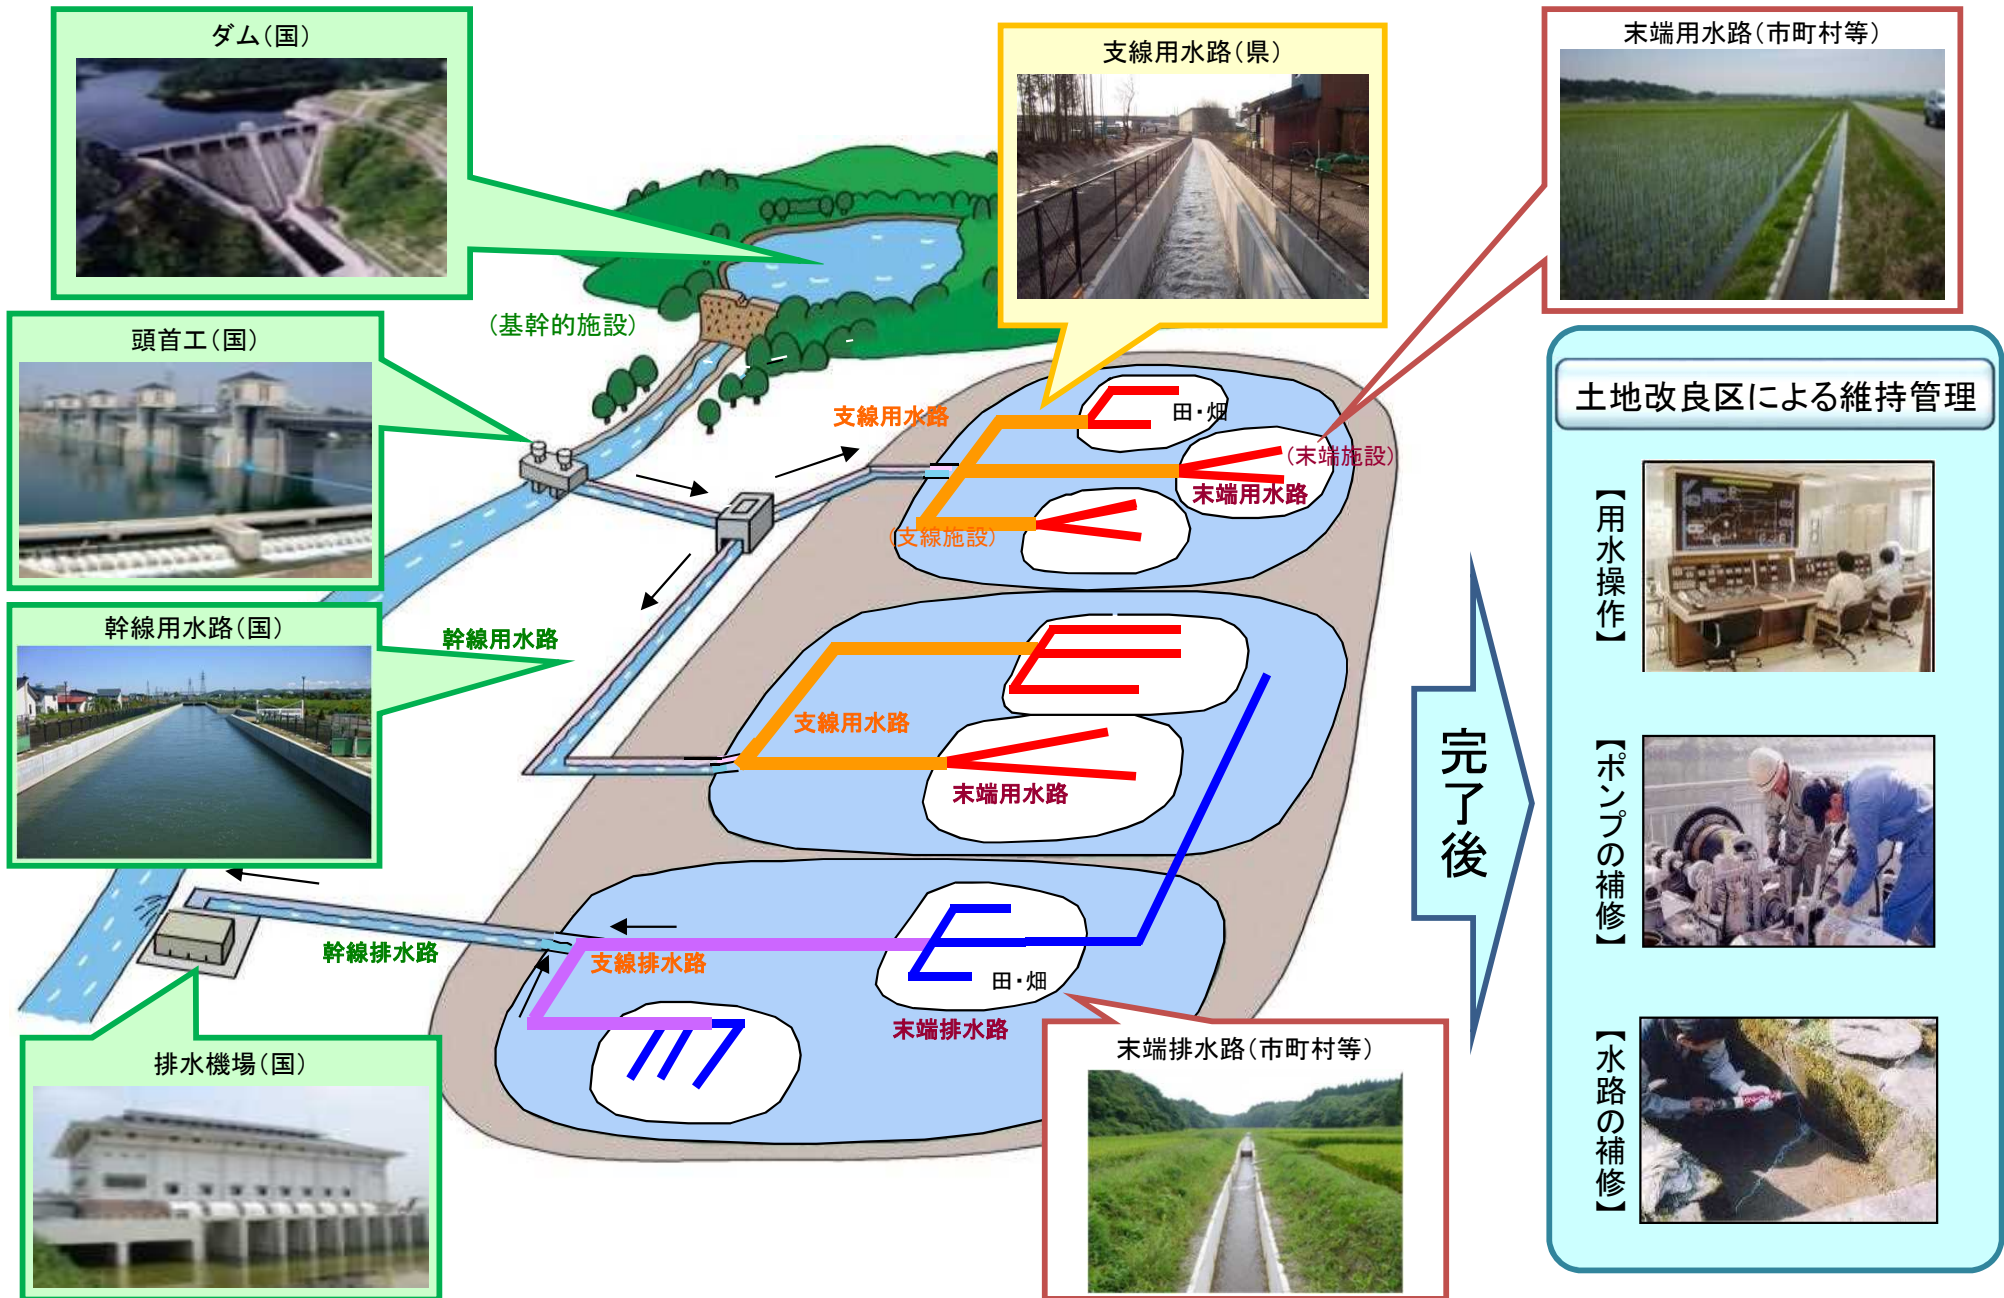 ダム(国)
支線用水路(県)
末端用水路(市町村等)
頭首工(国)
(基幹的施設)
土地改良区による維持管理
支線用水路
田・畑
(末端施設)
末端用水路
(支線施設)
【用水操作】
幹線用水路(国)
幹線用水路
支線用水路
末端用水路
完了後
【ポンプの補修】
幹線排水路
支線排水路
田・畑
末端排水路
排水機場(国)
末端排水路(市町村等)
【水路の補修】